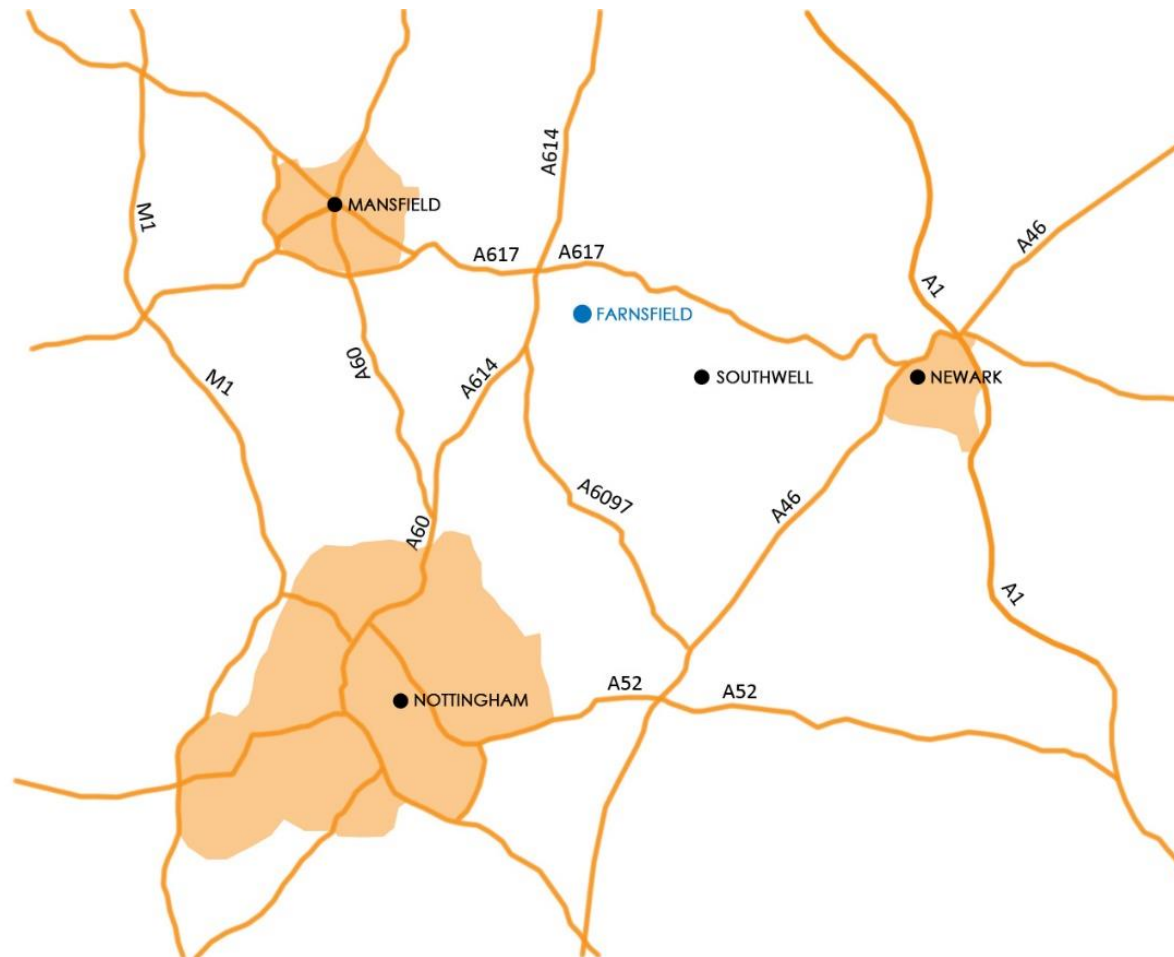 A614
M1
MANSFIELD
A617
A617
A46
A1
FARNSFIELD
A60
M1
A614
SOUTHWELL
NEWARK
A6097
A46
A60
A1
A52
A52
NOTTINGHAM